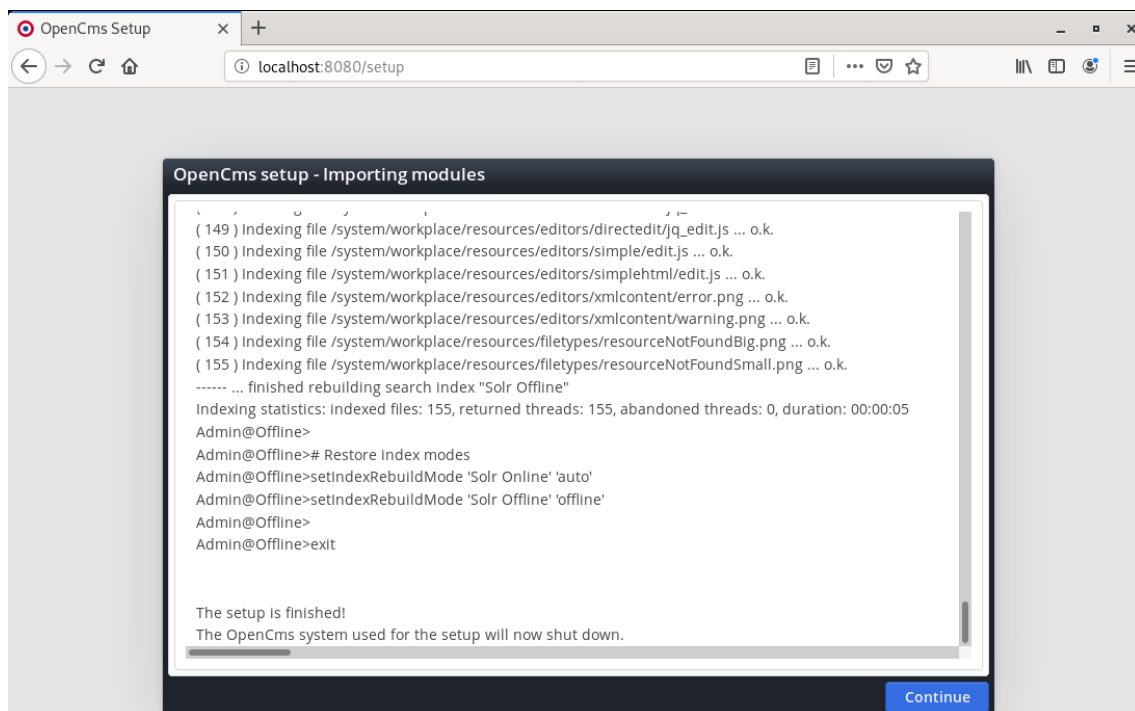 OpenCms Setup
localhost:8080/setup
OpenCms setup - Importing modules
( 149 ) Indexing file /system/workplace/resources/editors/directedit/jq_edit.js ... o.k.
( 150 ) Indexing file /system/workplace/resources/editors/simple/edit.js ... o.k.
( 151 ) Indexing file /system/workplace/resources/editors/simplehtml/edit.js ... o.k.
( 152 ) Indexing file /system/workplace/resources/editors/xmlcontent/error.png ... o.k.
( 153 ) Indexing file /system/workplace/resources/editors/xmlcontent/warning.png ... o.k.
( 154 ) Indexing file /system/workplace/resources/filetypes/resourceNotFoundBig.png ... o.k.
( 155 ) Indexing file /system/workplace/resources/filetypes/resourceNotFoundSmall.png ... o.k.
------ ... finished rebuilding search index "Solr Offline"
Indexing statistics: indexed files: 155, returned threads: 155, abandoned threads: 0, duration: 00:00:05
Admin@Offline>
Admin@Offline># Restore index modes
Admin@Offline>setIndexRebuildMode 'Solr Online' 'auto'
Admin@Offline>setIndexRebuildMode 'Solr Offline' 'offline'
Admin@Offline>
Admin@Offline>exit
The setup is finished!
The OpenCms system used for the setup will now shut down.
Continue